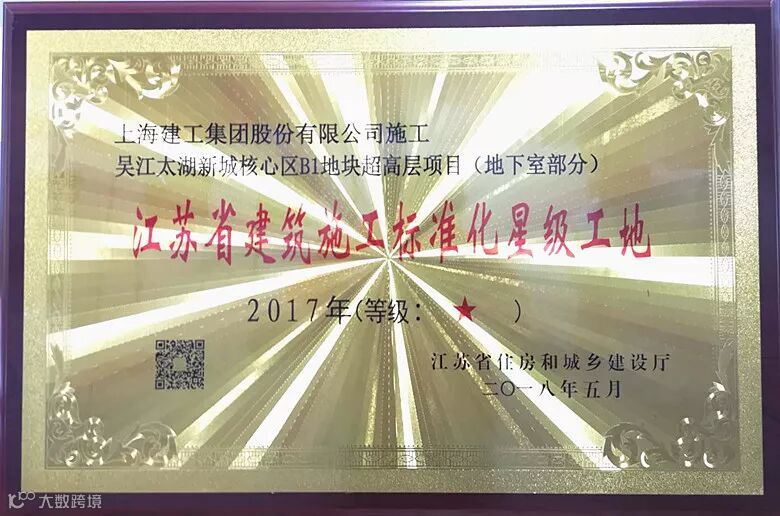 上海建工集团股份有限公司施工
吴江太湖新城核心区B1地块超高层项目（地下室部分）
江苏省建筑施工标准化星级工地
2017年(等级：★ )
江苏省住房和城乡建设厅
二〇一八年五月
大数跨境